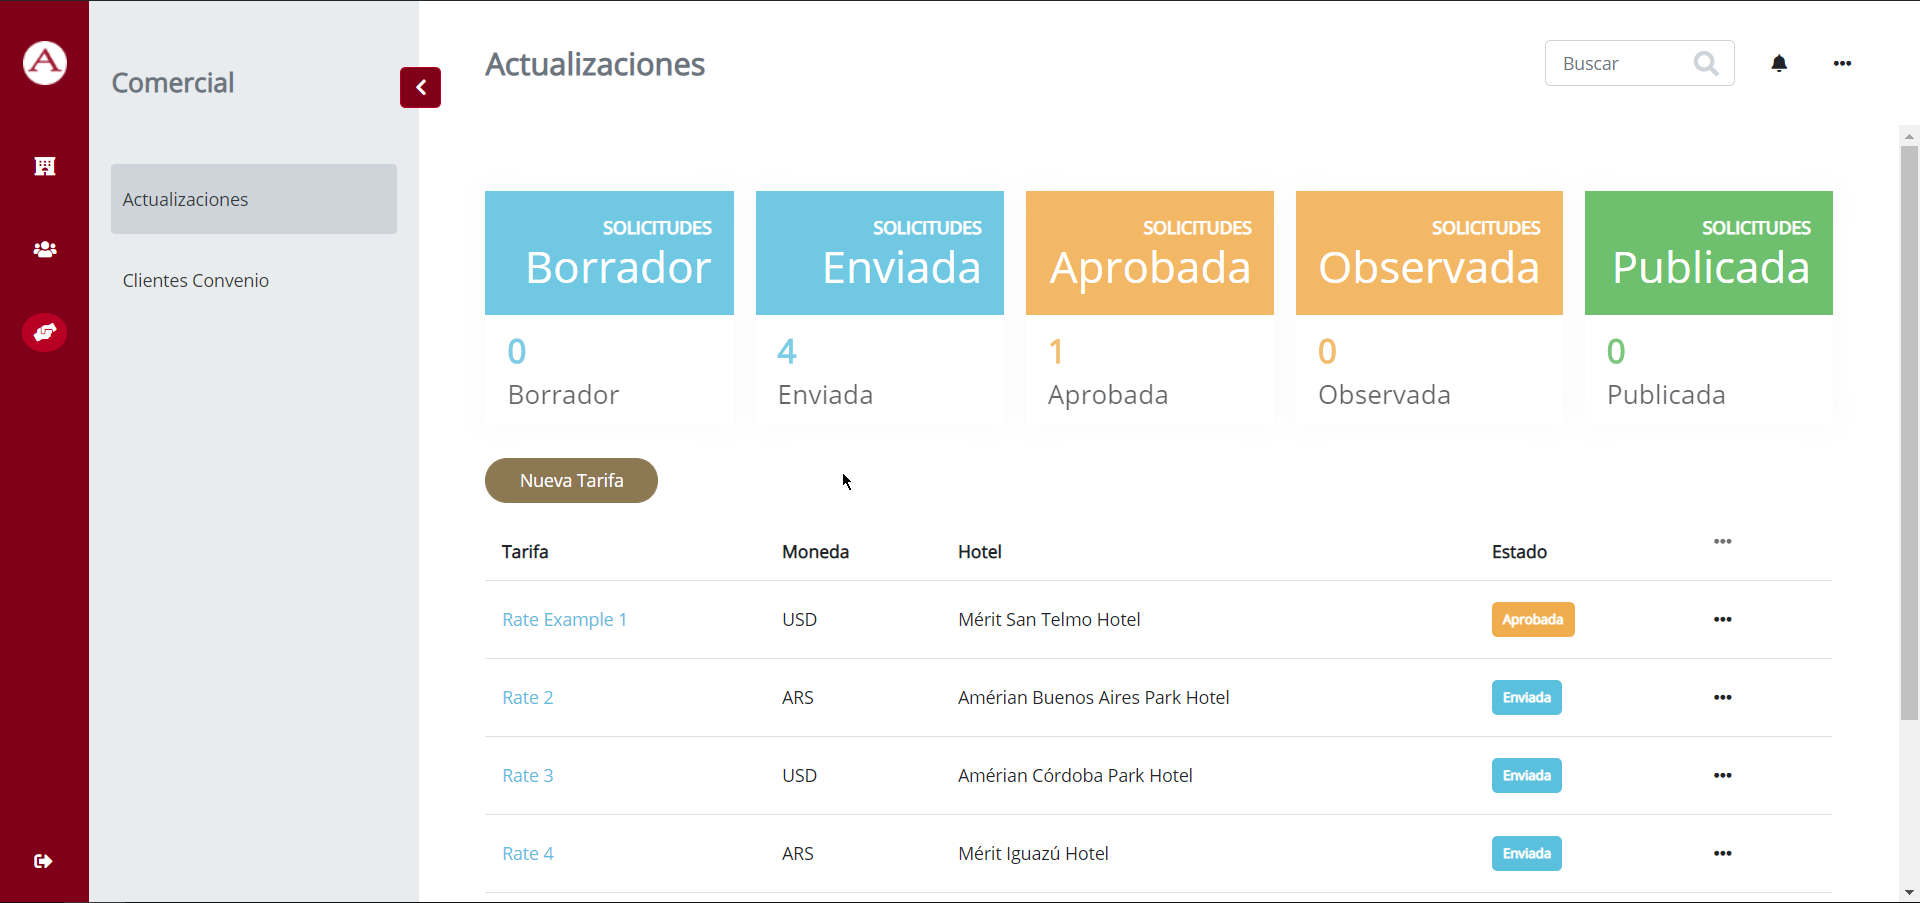 A
Comercial
Actualizaciones
Clientes Convenio
Actualizaciones
Buscar
SOLICITUDES
Borrador
0
Borrador
SOLICITUDES
Enviada
4
Enviada
SOLICITUDES
Aprobada
1
Aprobada
SOLICITUDES
Observada
0
Observada
SOLICITUDES
Publicada
0
Publicada
Nueva Tarifa
Tarifa Moneda Hotel Estado
Rate Example 1 USD Mérit San Telmo Hotel Aprobada
Rate 2 ARS Amérian Buenos Aires Park Hotel Enviada
Rate 3 USD Amérian Córdoba Park Hotel Enviada
Rate 4 ARS Mérit Iguazú Hotel Enviada